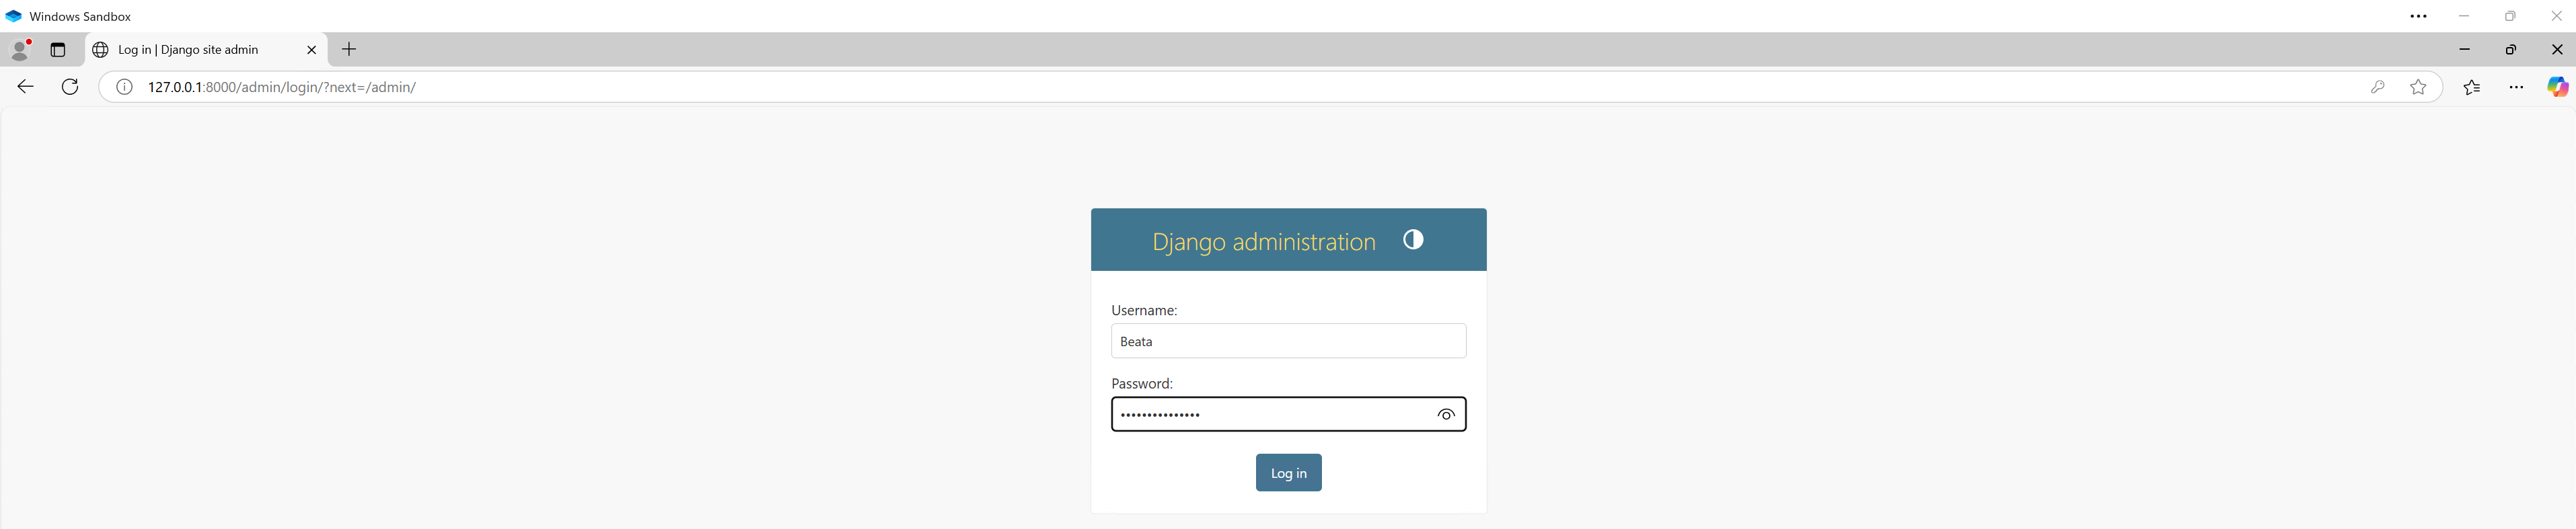 Windows Sandbox
Log in | Django site admin
127.0.0.1:8000/admin/login/?next=/admin/
Django administration
Username:
Beata
Password:
•••••••••••••••
Log in